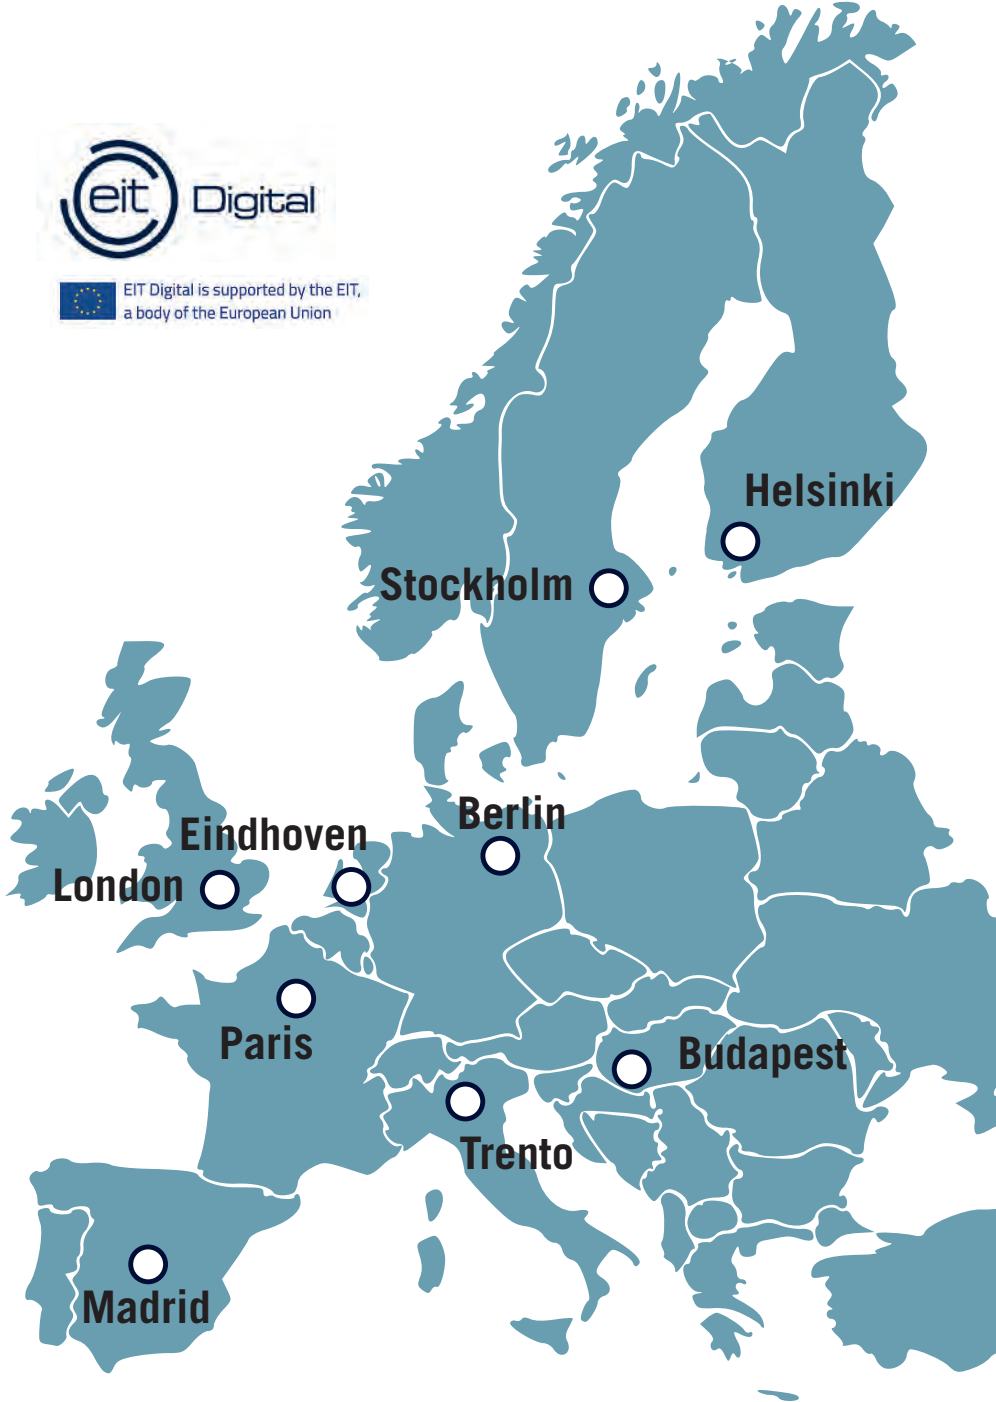 eit Digital
EIT Digital is supported by the EIT,
a body of the European Union
Helsinki
Stockholm
Berlin
Eindhoven
London
Paris
Budapest
Trento
Madrid